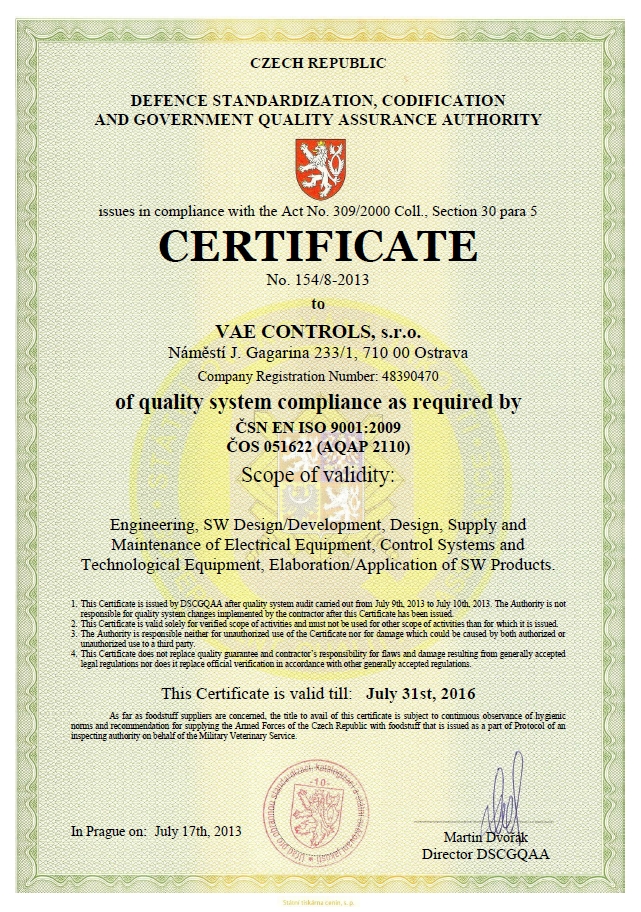 CZECH REPUBLIC
DEFENCE STANDARDIZATION, CODIFICATION
AND GOVERNMENT QUALITY ASSURANCE AUTHORITY
issues in compliance with the Act No. 309/2000 Coll., Section 30 para 5
CERTIFICATE
No. 154/8-2013
to
VAE CONTROLS, s.r.o.
Náměstí J. Gagarina 233/1, 710 00 Ostrava
Company Registration Number: 48390470
of quality system compliance as required by
ČSN EN ISO 9001:2009
ČOS 051622 (AQAP 2110)
Scope of validity:
Engineering, SW Design/Development, Design, Supply and
Maintenance of Electrical Equipment, Control Systems and
Technological Equipment, Elaboration/Application of SW Products.
1. This Certificate is issued by DSCGQAA after quality system audit carried out from July 9th, 2013 to July 10th, 2013. The Authority is not
responsible for quality system changes implemented by the contractor after this Certificate has been issued.
2. This Certificate is valid solely for verified scope of activities and must not be used for other scope of activities than for which it is issued.
3. The Authority is responsible neither for unauthorized use of the Certificate nor for damage which could be caused by both authorized or
unauthorized use to a third party.
4. This Certificate does not replace quality guarantee and contractor's responsibility for flaws and damage resulting from generally accepted
legal regulations nor does it replace official verification in accordance with other generally accepted regulations.
This Certificate is valid till: July 31st, 2016
As far as foodstuff suppliers are concerned, the title to avail of this certificate is subject to continuous observance of hygienic
norms and recommendation for supplying the Armed Forces of the Czech Republic with foodstuff that is issued as a part of Protocol of an
inspecting authority on behalf of the Military Veterinary Service.
-10-
In Prague on: July 17th, 2013
Martin Dvořák
Director DSCGQAA